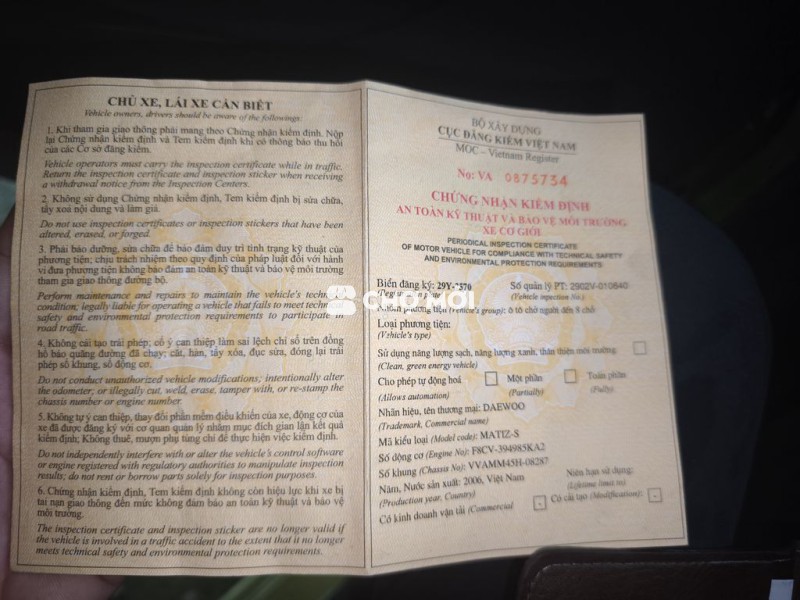 CHỦ XE, LÁI XE CẦN BIẾT
Vehicle owners, drivers should be aware of the followings:
1. Khi tham gia giao thông phải mang theo Chứng nhận kiểm định. Nộp
lại Chứng nhận kiểm định và Tem kiểm định khi có thông báo thu hồi
của các Cơ sở đăng kiểm.
Vehicle operators must carry the inspection certificate while in traffic.
Return the inspection certificate and inspection sticker when receiving
a withdrawal notice from the Inspection Centers.
2. Không sử dụng Chứng nhận kiểm định, Tem kiểm định bị sửa chữa,
tẩy xoá nội dung và làm giả.
Do not use inspection certificates or inspection stickers that have been
altered, erased, or forged.
3. Phải bảo dưỡng, sửa chữa để bảo đảm duy trì tình trạng kỹ thuật của
phương tiện; chịu trách nhiệm theo quy định của pháp luật đối với hành
vi đưa phương tiện không bảo đảm an toàn kỹ thuật và bảo vệ môi trường
tham gia giao thông đường bộ.
Perform maintenance and repairs to maintain the vehicle's technical
condition, legally liable for operating a vehicle that fails to meet technical
safety and environmental protection requirements to participate
road traffic.
4. Không cải tạo trái phép; cố ý can thiệp làm sai lệch chỉ số trên đồng
hồ báo quãng đường đã chạy; cắt, hàn, tẩy xóa, đục sửa, đóng lại trái
phép số khung, số động cơ.
Do not conduct unauthorized vehicle modifications; intentionally alter
the odometer; or illegally cut, weld, erase, tamper with, or re-stamp the
chassis number or engine number.
5. Không tự ý can thiệp, thay đổi phần mềm điều khiển của xe, động cơ của
xe đã được đăng ký với cơ quan quản lý nhằm mục đích gian lận kết quả
kiểm định; Không thuê, mượn phụ tùng chỉ để thực hiện việc kiểm định.
Do not independently interfere with or alter the vehicle's control software
or engine registered with regulatory authorities to manipulate inspection
results; do not rent or borrow parts solely for inspection purposes.
6. Chứng nhận kiểm định, Tem kiểm định không còn hiệu lực khi xe bị
tai nạn giao thông đến mức không đảm bảo an toàn kỹ thuật và bảo vệ
môi trường.
The inspection certificate and inspection sticker are no longer valid if
the vehicle is involved in a traffic accident to the extent that it no longer
meets technical safety and environmental protection requirements.
BỘ XÂY DỰNG
CỤC ĐĂNG KIỂM VIỆT NAM
MOC – Vietnam Register
No: VA 0875734
CHỨNG NHẬN KIỂM ĐỊNH
AN TOÀN KỸ THUẬT VÀ BẢO VỆ MÔI TRƯỜNG
XE CƠ GIỚI
PERIODICAL INSPECTION CERTIFICATE
OF MOTOR VEHICLE FOR COMPLIANCE WITH TECHNICAL SAFETY
AND ENVIRONMENTAL PROTECTION REQUIREMENTS
Biển đăng ký: 29Y-2570 Số quản lý PT: 2902V-010640
(Registration plate) (Vehicle inpection No.)
Nhóm phương tiện (Vehicle's group): ô tô chở người đến 8 chỗ
Loại phương tiện:
(Vehicle's type)
Sử dụng năng lượng sạch, năng lượng xanh, thân thiện môi trường
(Clean, green energy vehicle)
Cho phép tự động hoá Một phần Toàn phần
(Allows automation) (Partially) (Fully)
Nhãn hiệu, tên thương mại: DAEWOO
(Trademark, Commercial name)
Mã kiểu loại (Model code): MATIZ-S
Số động cơ (Engine No): F8CV-394985KA2
Số khung (Chassis No): VVAMM45H-08287
Năm, Nước sản xuất: 2006, Việt Nam Niên hạn sử dụng:
(Production year, Country) (Lifetime limit to)
Có kinh doanh vận tải (Commercial - Có cải tạo (Modification): -
CHỢ TỐT